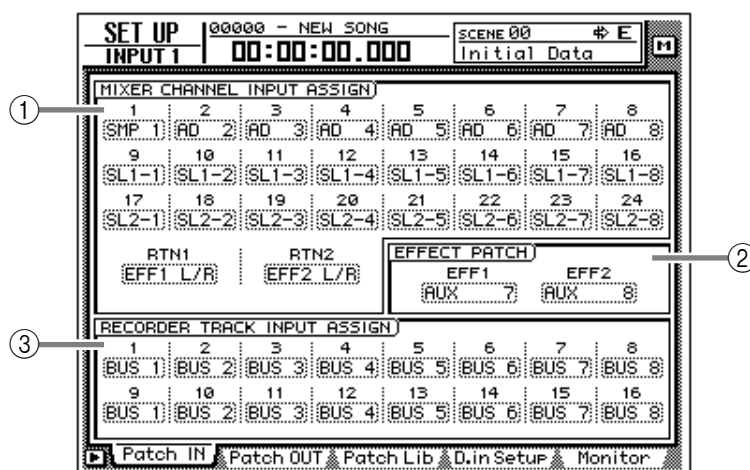 SET UP 00000 - NEW SONG SCENE 00 E M
INPUT 1 00:00:00.000 Initial Data
① MIXER CHANNEL INPUT ASSIGN
1 2 3 4 5 6 7 8
SMP 1 AD 2 AD 3 AD 4 AD 5 AD 6 AD 7 AD 8
9 10 11 12 13 14 15 16
SL1-1 SL1-2 SL1-3 SL1-4 SL1-5 SL1-6 SL1-7 SL1-8
17 18 19 20 21 22 23 24
SL2-1 SL2-2 SL2-3 SL2-4 SL2-5 SL2-6 SL2-7 SL2-8
RTN1 RTN2
EFF1 L/R EFF2 L/R
② EFFECT PATCH
EFF1 EFF2
AUX 7 AUX 8
③ RECORDER TRACK INPUT ASSIGN
1 2 3 4 5 6 7 8
BUS 1 BUS 2 BUS 3 BUS 4 BUS 5 BUS 6 BUS 7 BUS 8
9 10 11 12 13 14 15 16
BUS 1 BUS 2 BUS 3 BUS 4 BUS 5 BUS 6 BUS 7 BUS 8
Patch IN Patch OUT Patch Lib D.in Setup Monitor